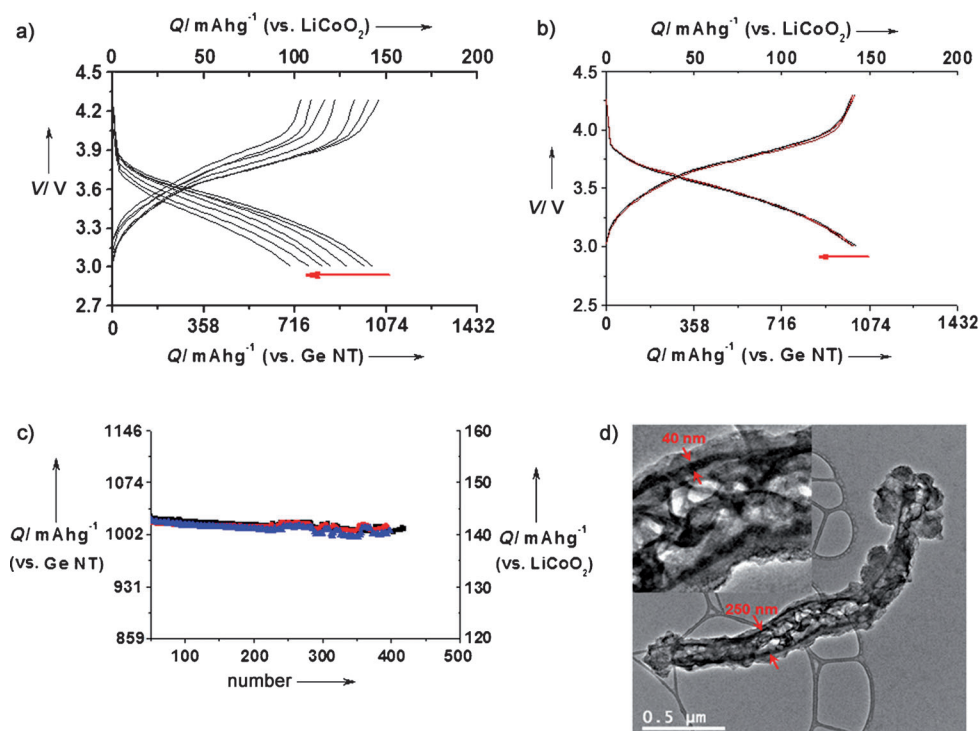 a)
Q/ mAhg⁻¹ (vs. LiCoO₂)
0 50 100 150 200
4.5
4.2
3.9
3.6
3.3
3.0
2.7
V/ V
0 358 716 1074 1432
Q/ mAhg⁻¹ (vs. Ge NT)
b)
Q/ mAhg⁻¹ (vs. LiCoO₂)
0 50 100 150 200
4.5
4.0
3.5
3.0
2.5
V/ V
0 358 716 1074 1432
Q/ mAhg⁻¹ (vs. Ge NT)
c)
1146
1074
1002
931
859
Q/ mAhg⁻¹
(vs. Ge NT)
160
150
140
130
120
Q/ mAhg⁻¹
(vs. LiCoO₂)
100 200 300 400 500
number
d)
40 nm
250 nm
0.5 µm